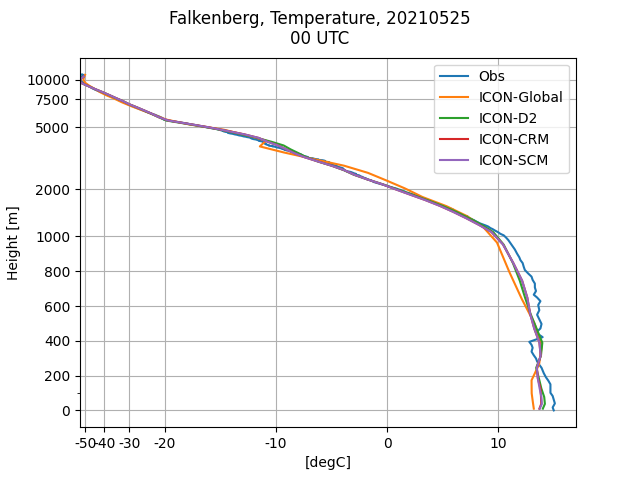 Falkenberg, Temperature, 20210525
00 UTC
Obs
ICON-Global
ICON-D2
ICON-CRM
ICON-SCM
10000
7500
5000
2000
1000
800
600
400
200
0
Height [m]
-50 -40 -30 -20 -10 0 10
[degC]